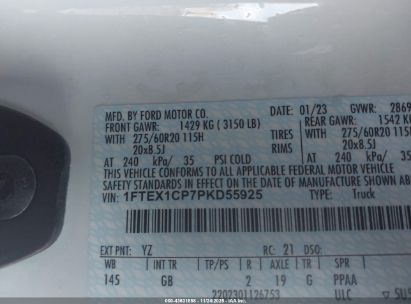 MFD. BY FORD MOTOR CO. DATE: 01/23 GVWR: 2869
FRONT GAWR: 1429 KG ( 3150 LB) REAR GAWR: 1542
WITH 275/60R20 115H TIRES WITH 275/60R20 115H
20x8.5J RIMS 20x8.5J
AT 240 kPa/ 35 PSI COLD AT 240 kPa/ 35
THIS VEHICLE CONFORMS TO ALL APPLICABLE FEDERAL MOTOR VEHICLE
SAFETY STANDARDS IN EFFECT ON THE DATE OF MANUFACTURE SHOWN
VIN: 1FTEX1CP7PKD55925 TYPE: Truck
EXT PNT: YZ RC: 21 DSO:
WB INT TR TP/PS R AXLE TR SPR
145 GB 2 19 G PPAA
3202301126753 ULC